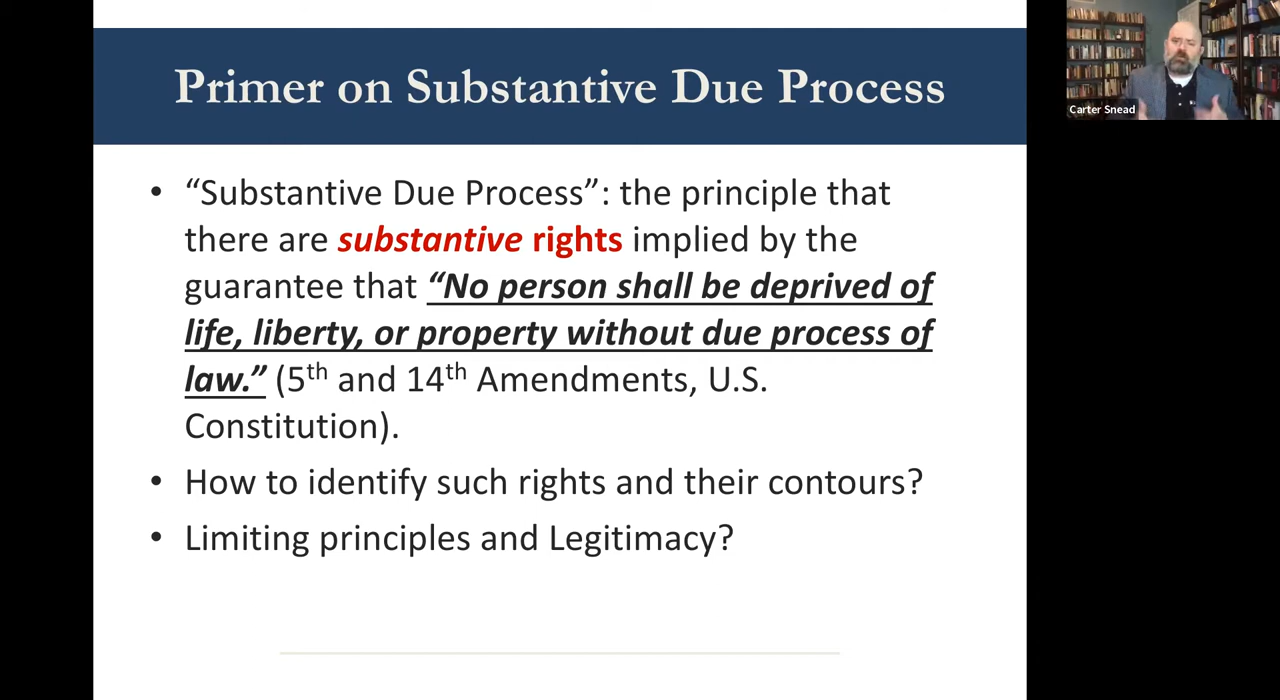 Primer on Substantive Due Process
• “Substantive Due Process”: the principle that
there are substantive rights implied by the
guarantee that “No person shall be deprived of
life, liberty, or property without due process of
law.” (5th and 14th Amendments, U.S.
Constitution).
• How to identify such rights and their contours?
• Limiting principles and Legitimacy?
Carter Snead